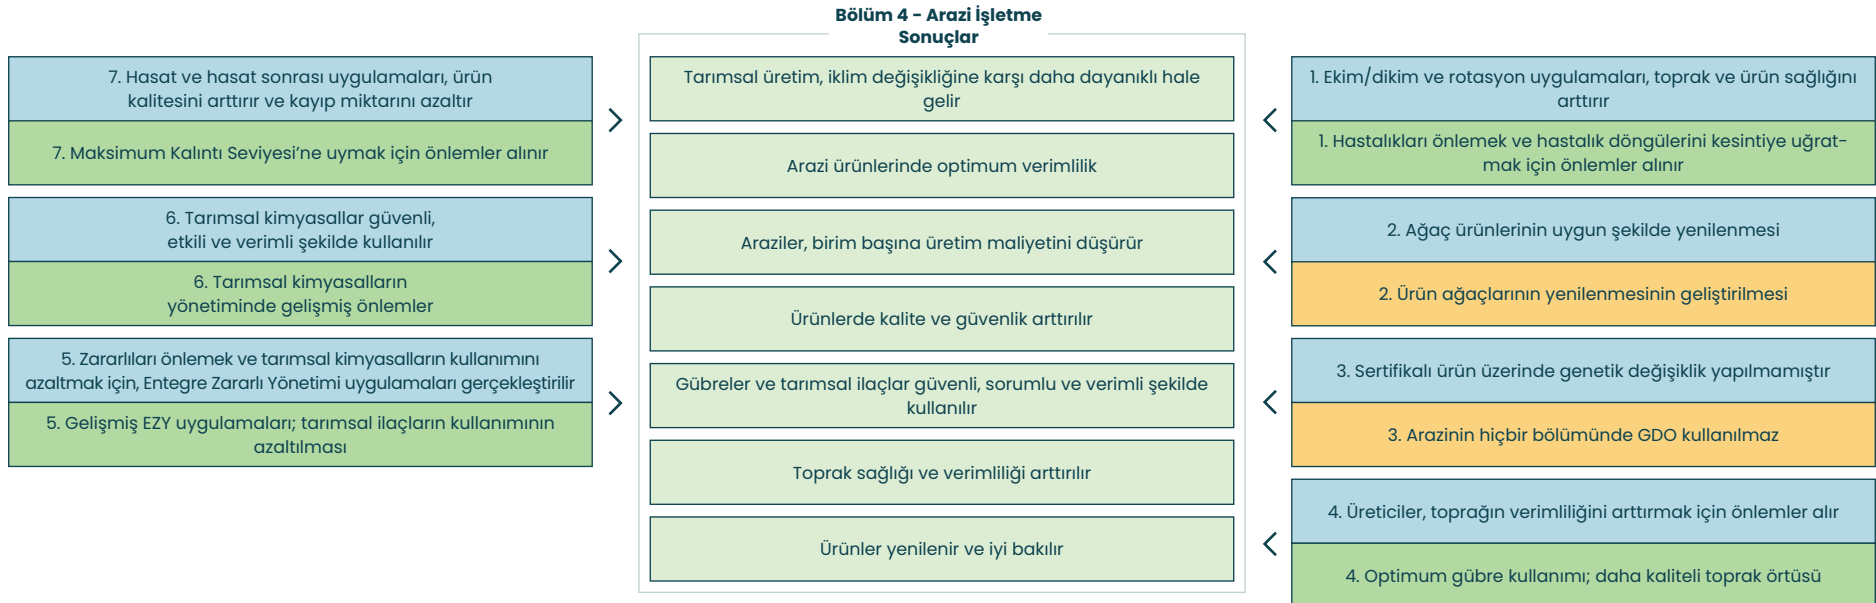 Bölüm 4 - Arazi İşletme
Sonuçlar
7. Hasat ve hasat sonrası uygulamaları, ürün
kalitesini arttırır ve kayıp miktarını azaltır
7. Maksimum Kalıntı Seviyesi’ne uymak için önlemler alınır
6. Tarımsal kimyasallar güvenli,
etkili ve verimli şekilde kullanılır
6. Tarımsal kimyasalların
yönetiminde gelişmiş önlemler
5. Zararlıları önlemek ve tarımsal kimyasalların kullanımını
azaltmak için, Entegre Zararlı Yönetimi uygulamaları gerçekleştirilir
5. Gelişmiş EZY uygulamaları; tarımsal ilaçların kullanımının
azaltılması
Tarımsal üretim, iklim değişikliğine karşı daha dayanıklı hale
gelir
Arazi ürünlerinde optimum verimlilik
Araziler, birim başına üretim maliyetini düşürür
Ürünlerde kalite ve güvenlik arttırılır
Gübreler ve tarımsal ilaçlar güvenli, sorumlu ve verimli şekilde
kullanılır
Toprak sağlığı ve verimliliği arttırılır
Ürünler yenilenir ve iyi bakılır
1. Ekim/dikim ve rotasyon uygulamaları, toprak ve ürün sağlığını
arttırır
1. Hastalıkları önlemek ve hastalık döngülerini kesintiye uğrat-
mak için önlemler alınır
2. Ağaç ürünlerinin uygun şekilde yenilenmesi
2. Ürün ağaçlarının yenilenmesinin geliştirilmesi
3. Sertifikalı ürün üzerinde genetik değişiklik yapılmamıştır
3. Arazinin hiçbir bölümünde GDO kullanılmaz
4. Üreticiler, toprağın verimliliğini arttırmak için önlemler alır
4. Optimum gübre kullanımı; daha kaliteli toprak örtüsü